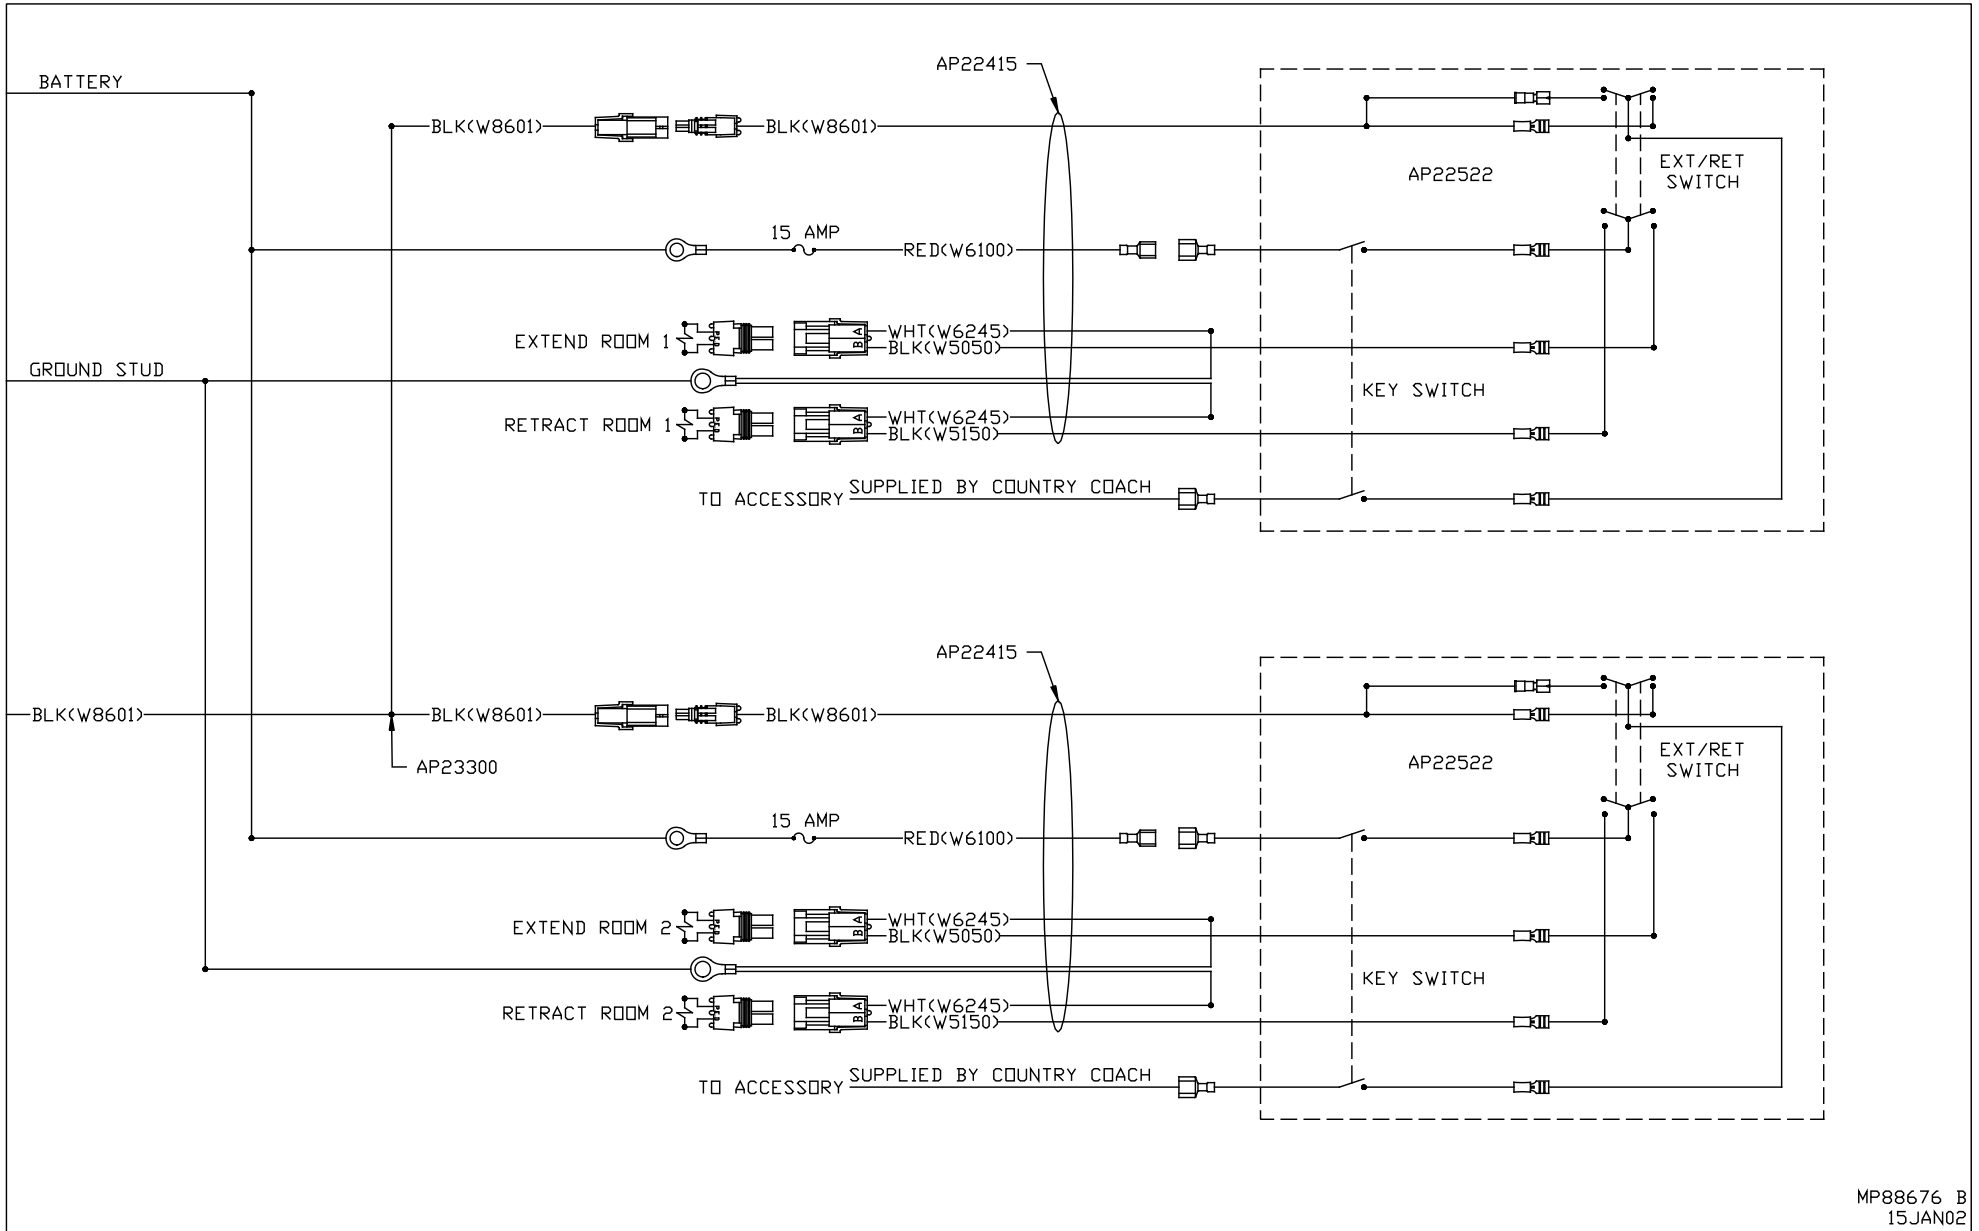 AP22415
BATTERY
BLK(W8601)
BLK(W8601)
EXT/RET
SWITCH
AP22522
15 AMP
RED(W6100)
EXTEND ROOM 1
A
B
WHT(W6245)
BLK(W5050)
GROUND STUD
KEY SWITCH
RETRACT ROOM 1
A
B
WHT(W6245)
BLK(W5150)
TO ACCESSORY
SUPPLIED BY COUNTRY COACH
AP22415
BLK(W8601)
BLK(W8601)
BLK(W8601)
EXT/RET
SWITCH
AP22522
AP23300
15 AMP
RED(W6100)
EXTEND ROOM 2
A
B
WHT(W6245)
BLK(W5050)
KEY SWITCH
RETRACT ROOM 2
A
B
WHT(W6245)
BLK(W5150)
TO ACCESSORY
SUPPLIED BY COUNTRY COACH
MP88676 B
15JAN02